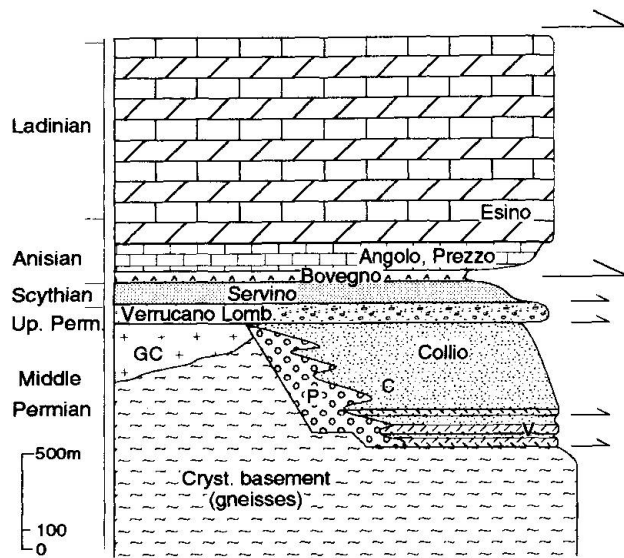 Ladinian
Esino
Anisian
Angolo, Prezzo
Bovegno
Scythian
Servino
Up. Perm.
Verrucano Lomb.
GC
Collio
Middle
Permian
C
P
V
500m
100
0
Cryst. basement
(gneisses)